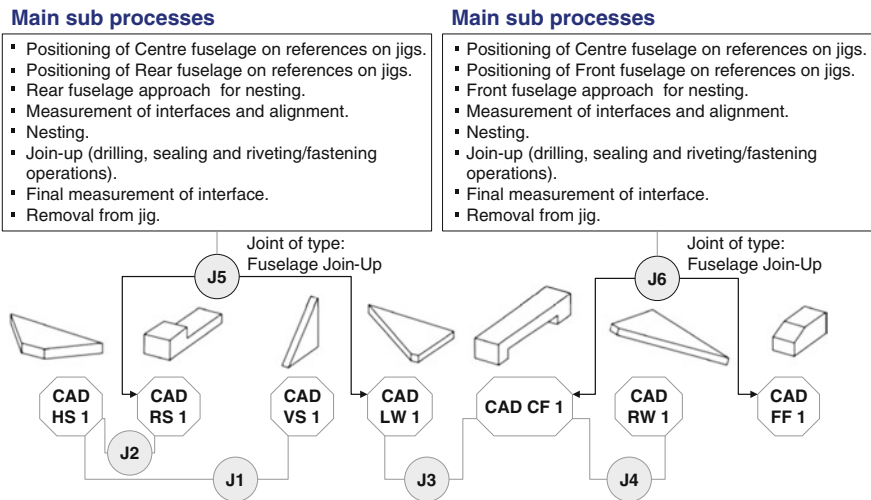 Main sub processes
▪ Positioning of Centre fuselage on references on jigs.
▪ Positioning of Rear fuselage on references on jigs.
▪ Rear fuselage approach for nesting.
▪ Measurement of interfaces and alignment.
▪ Nesting.
▪ Join-up (drilling, sealing and riveting/fastening
operations).
▪ Final measurement of interface.
▪ Removal from jig.
Main sub processes
▪ Positioning of Centre fuselage on references on jigs.
▪ Positioning of Front fuselage on references on jigs.
▪ Front fuselage approach for nesting.
▪ Measurement of interfaces and alignment.
▪ Nesting.
▪ Join-up (drilling, sealing and riveting/fastening
operations).
▪ Final measurement of interface.
▪ Removal from jig.
J5
Joint of type:
Fuselage Join-Up
J6
Joint of type:
Fuselage Join-Up
CAD
HS 1
CAD
RS 1
CAD
VS 1
CAD
LW 1
CAD CF 1
CAD
RW 1
CAD
FF 1
J2
J1
J3
J4